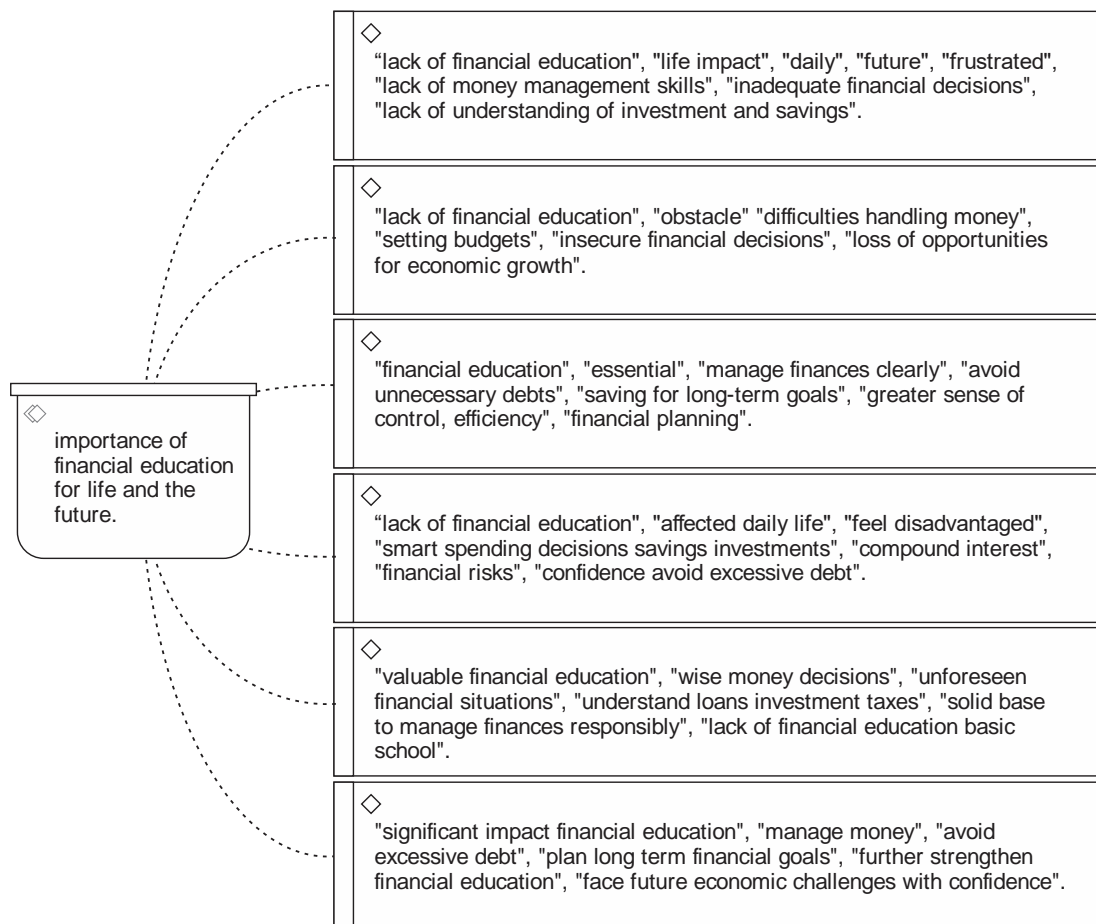 “lack of financial education", "life impact", "daily", "future", "frustrated",
"lack of money management skills", "inadequate financial decisions",
"lack of understanding of investment and savings".
"lack of financial education", "obstacle" "difficulties handling money",
"setting budgets", "insecure financial decisions", "loss of opportunities
for economic growth".
"financial education", "essential", "manage finances clearly", "avoid
unnecessary debts", "saving for long-term goals", "greater sense of
control, efficiency", "financial planning".
importance of
financial education
for life and the
future.
“lack of financial education", "affected daily life", "feel disadvantaged",
"smart spending decisions savings investments", "compound interest",
"financial risks", "confidence avoid excessive debt".
"valuable financial education", "wise money decisions", "unforeseen
financial situations", "understand loans investment taxes", "solid base
to manage finances responsibly", "lack of financial education basic
school".
"significant impact financial education", "manage money", "avoid
excessive debt", "plan long term financial goals", "further strengthen
financial education", "face future economic challenges with confidence".